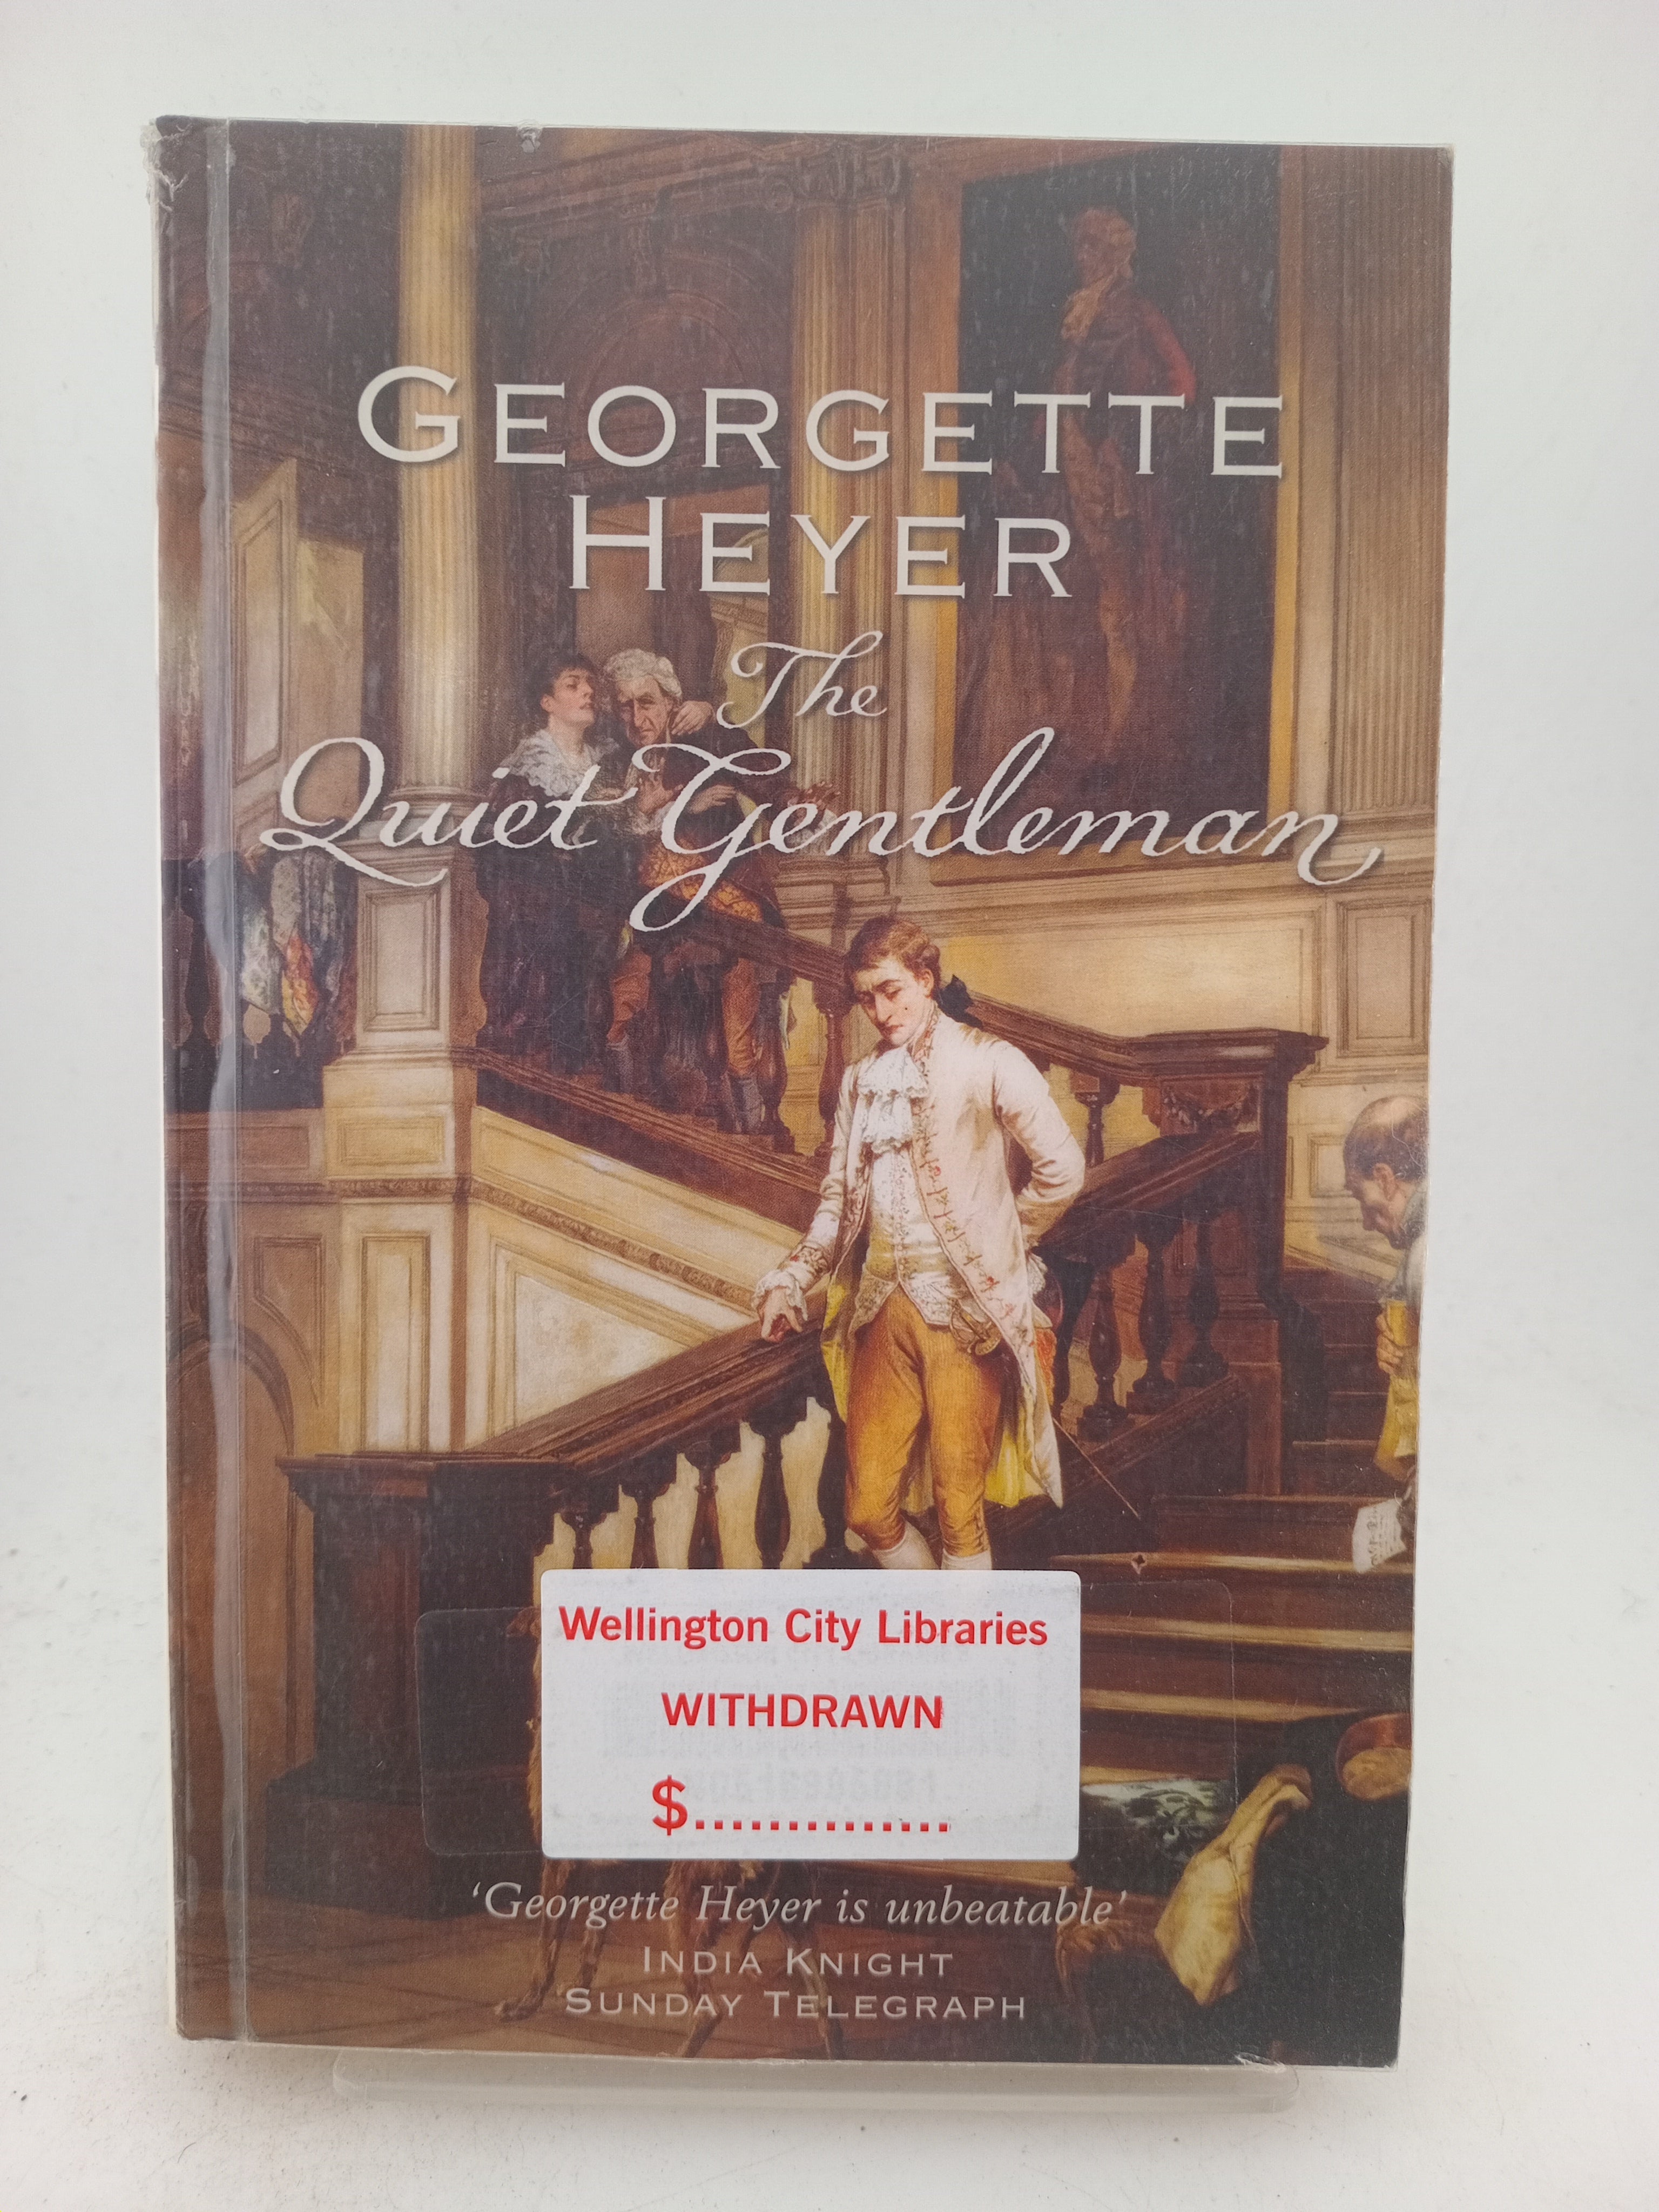 GEORGETTE
HEYER
The
Quiet Gentleman
Wellington City Libraries
WITHDRAWN
$...............
‘Georgette Heyer is unbeatable’
INDIA KNIGHT
SUNDAY TELEGRAPH